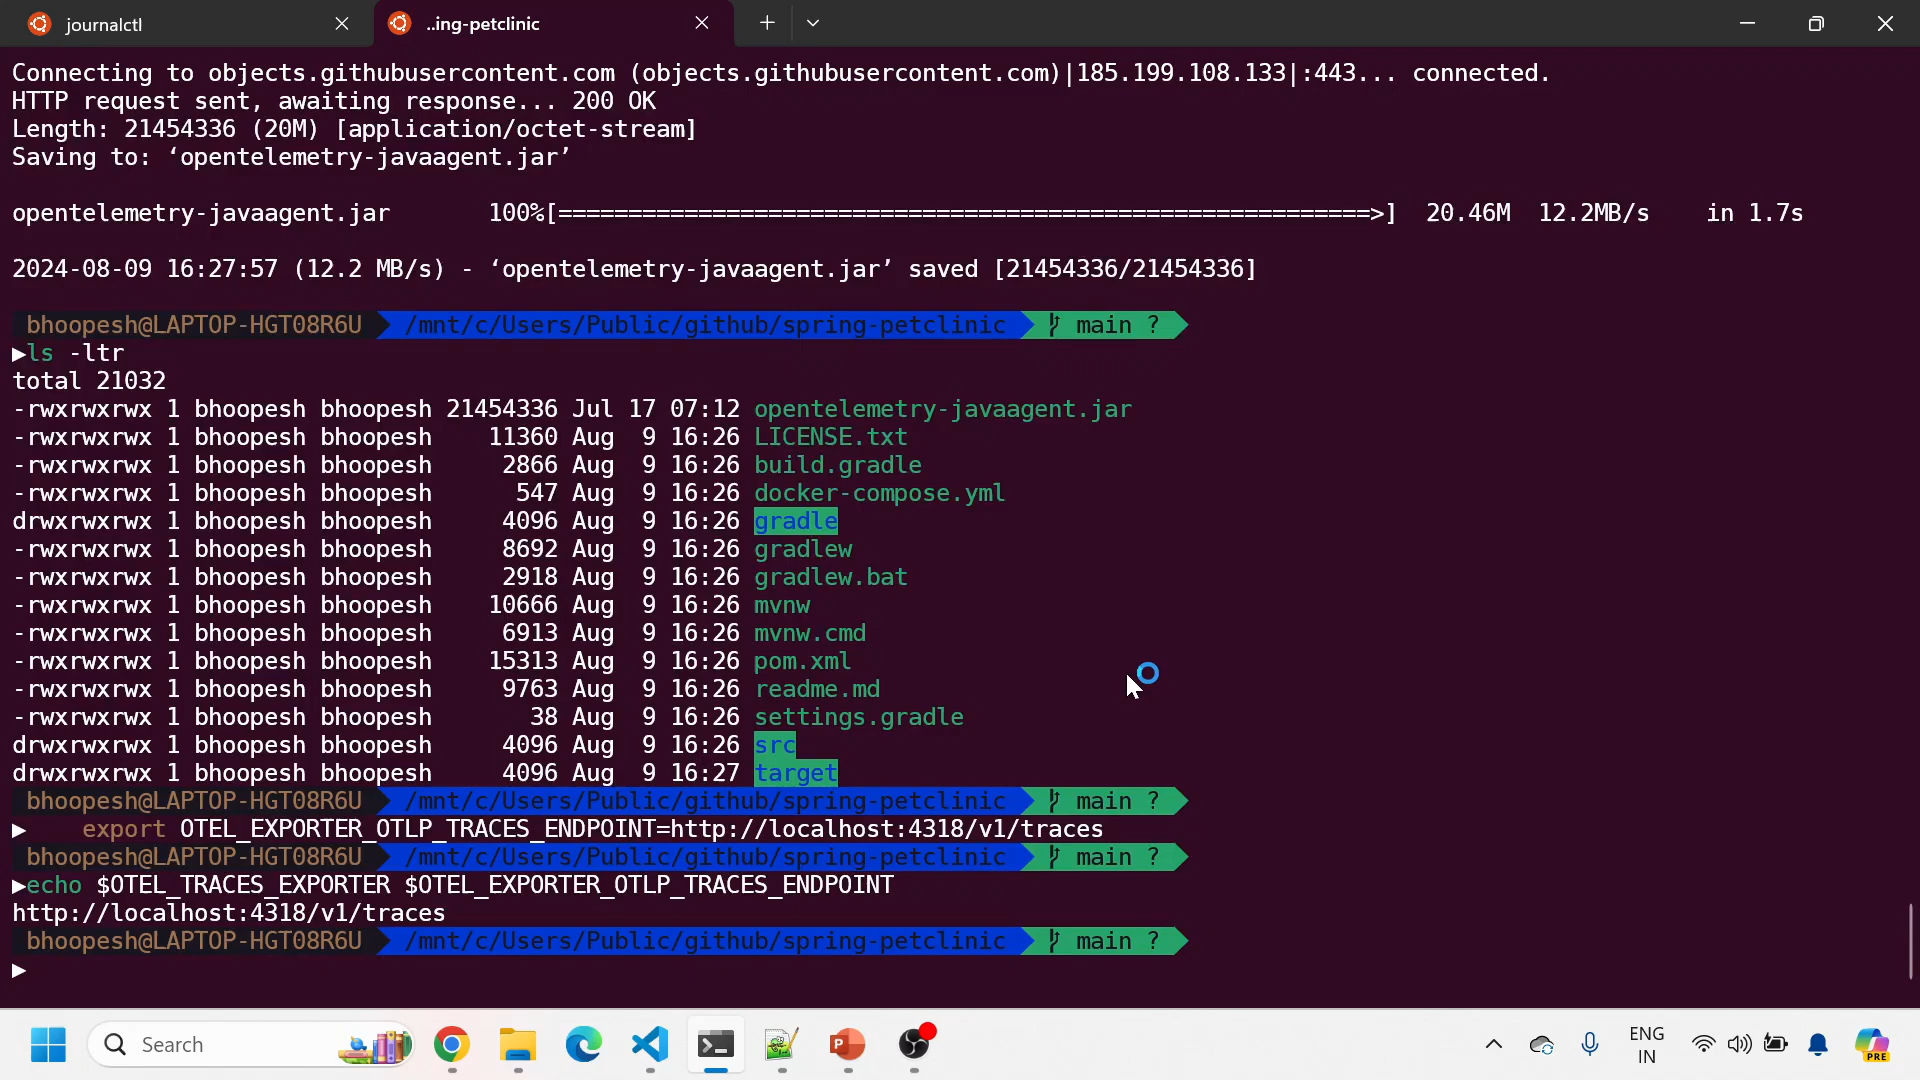 journalctl
..ing-petclinic
Connecting to objects.githubusercontent.com (objects.githubusercontent.com)|185.199.108.133|:443... connected.
HTTP request sent, awaiting response... 200 OK
Length: 21454336 (20M) [application/octet-stream]
Saving to: ‘opentelemetry-javaagent.jar’
opentelemetry-javaagent.jar 100%[==========================================================>] 20.46M 12.2MB/s in 1.7s
2024-08-09 16:27:57 (12.2 MB/s) - ‘opentelemetry-javaagent.jar’ saved [21454336/21454336]
bhoopesh@LAPTOP-HGT08R6U /mnt/c/Users/Public/github/spring-petclinic main ?
▶ls -ltr
total 21032
-rwxrwxrwx 1 bhoopesh bhoopesh 21454336 Jul 17 07:12 opentelemetry-javaagent.jar
-rwxrwxrwx 1 bhoopesh bhoopesh 11360 Aug 9 16:26 LICENSE.txt
-rwxrwxrwx 1 bhoopesh bhoopesh 2866 Aug 9 16:26 build.gradle
-rwxrwxrwx 1 bhoopesh bhoopesh 547 Aug 9 16:26 docker-compose.yml
drwxrwxrwx 1 bhoopesh bhoopesh 4096 Aug 9 16:26 gradle
-rwxrwxrwx 1 bhoopesh bhoopesh 8692 Aug 9 16:26 gradlew
-rwxrwxrwx 1 bhoopesh bhoopesh 2918 Aug 9 16:26 gradlew.bat
-rwxrwxrwx 1 bhoopesh bhoopesh 10666 Aug 9 16:26 mvnw
-rwxrwxrwx 1 bhoopesh bhoopesh 6913 Aug 9 16:26 mvnw.cmd
-rwxrwxrwx 1 bhoopesh bhoopesh 15313 Aug 9 16:26 pom.xml
-rwxrwxrwx 1 bhoopesh bhoopesh 9763 Aug 9 16:26 readme.md
-rwxrwxrwx 1 bhoopesh bhoopesh 38 Aug 9 16:26 settings.gradle
drwxrwxrwx 1 bhoopesh bhoopesh 4096 Aug 9 16:26 src
drwxrwxrwx 1 bhoopesh bhoopesh 4096 Aug 9 16:27 target
bhoopesh@LAPTOP-HGT08R6U /mnt/c/Users/Public/github/spring-petclinic main ?
▶ export OTEL_EXPORTER_OTLP_TRACES_ENDPOINT=http://localhost:4318/v1/traces
bhoopesh@LAPTOP-HGT08R6U /mnt/c/Users/Public/github/spring-petclinic main ?
▶echo $OTEL_TRACES_EXPORTER $OTEL_EXPORTER_OTLP_TRACES_ENDPOINT
http://localhost:4318/v1/traces
bhoopesh@LAPTOP-HGT08R6U /mnt/c/Users/Public/github/spring-petclinic main ?
▶
Search
ENG
IN
PRE